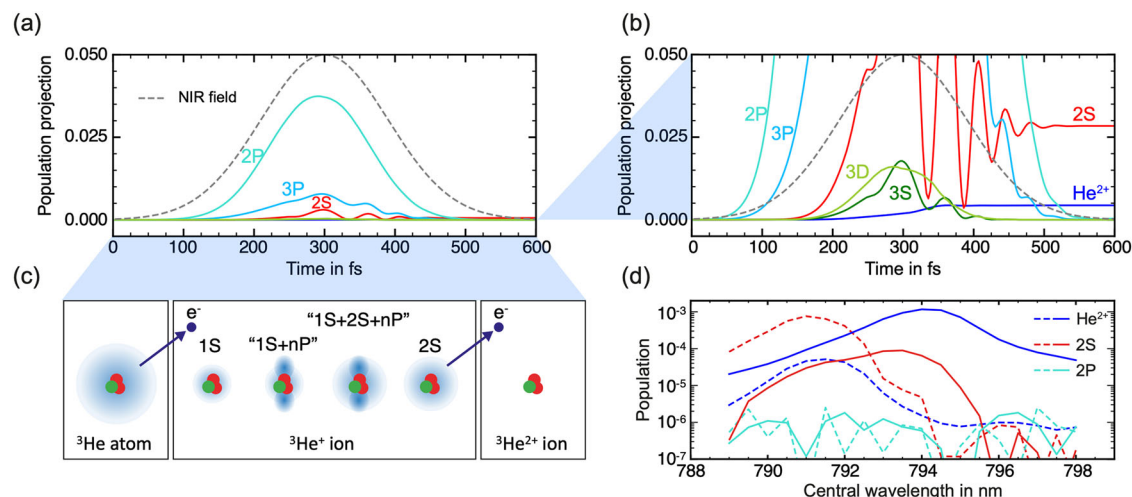 (a)
0.050
0.025
0.000
Population projection
NIR field
2P
3P
2S
0 100 200 300 400 500 600
Time in fs
(b)
0.050
0.025
0.000
Population projection
2P
3P
2S
3D
3S
He²⁺
0 100 200 300 400 500 600
Time in fs
(c)
e⁻
1S
"1S+nP"
"1S+2S+nP"
2S
e⁻
³He atom
³He⁺ ion
³He²⁺ ion
(d)
10⁻³
10⁻⁴
10⁻⁵
10⁻⁶
10⁻⁷
Population
He²⁺
2S
2P
788 790 792 794 796 798
Central wavelength in nm